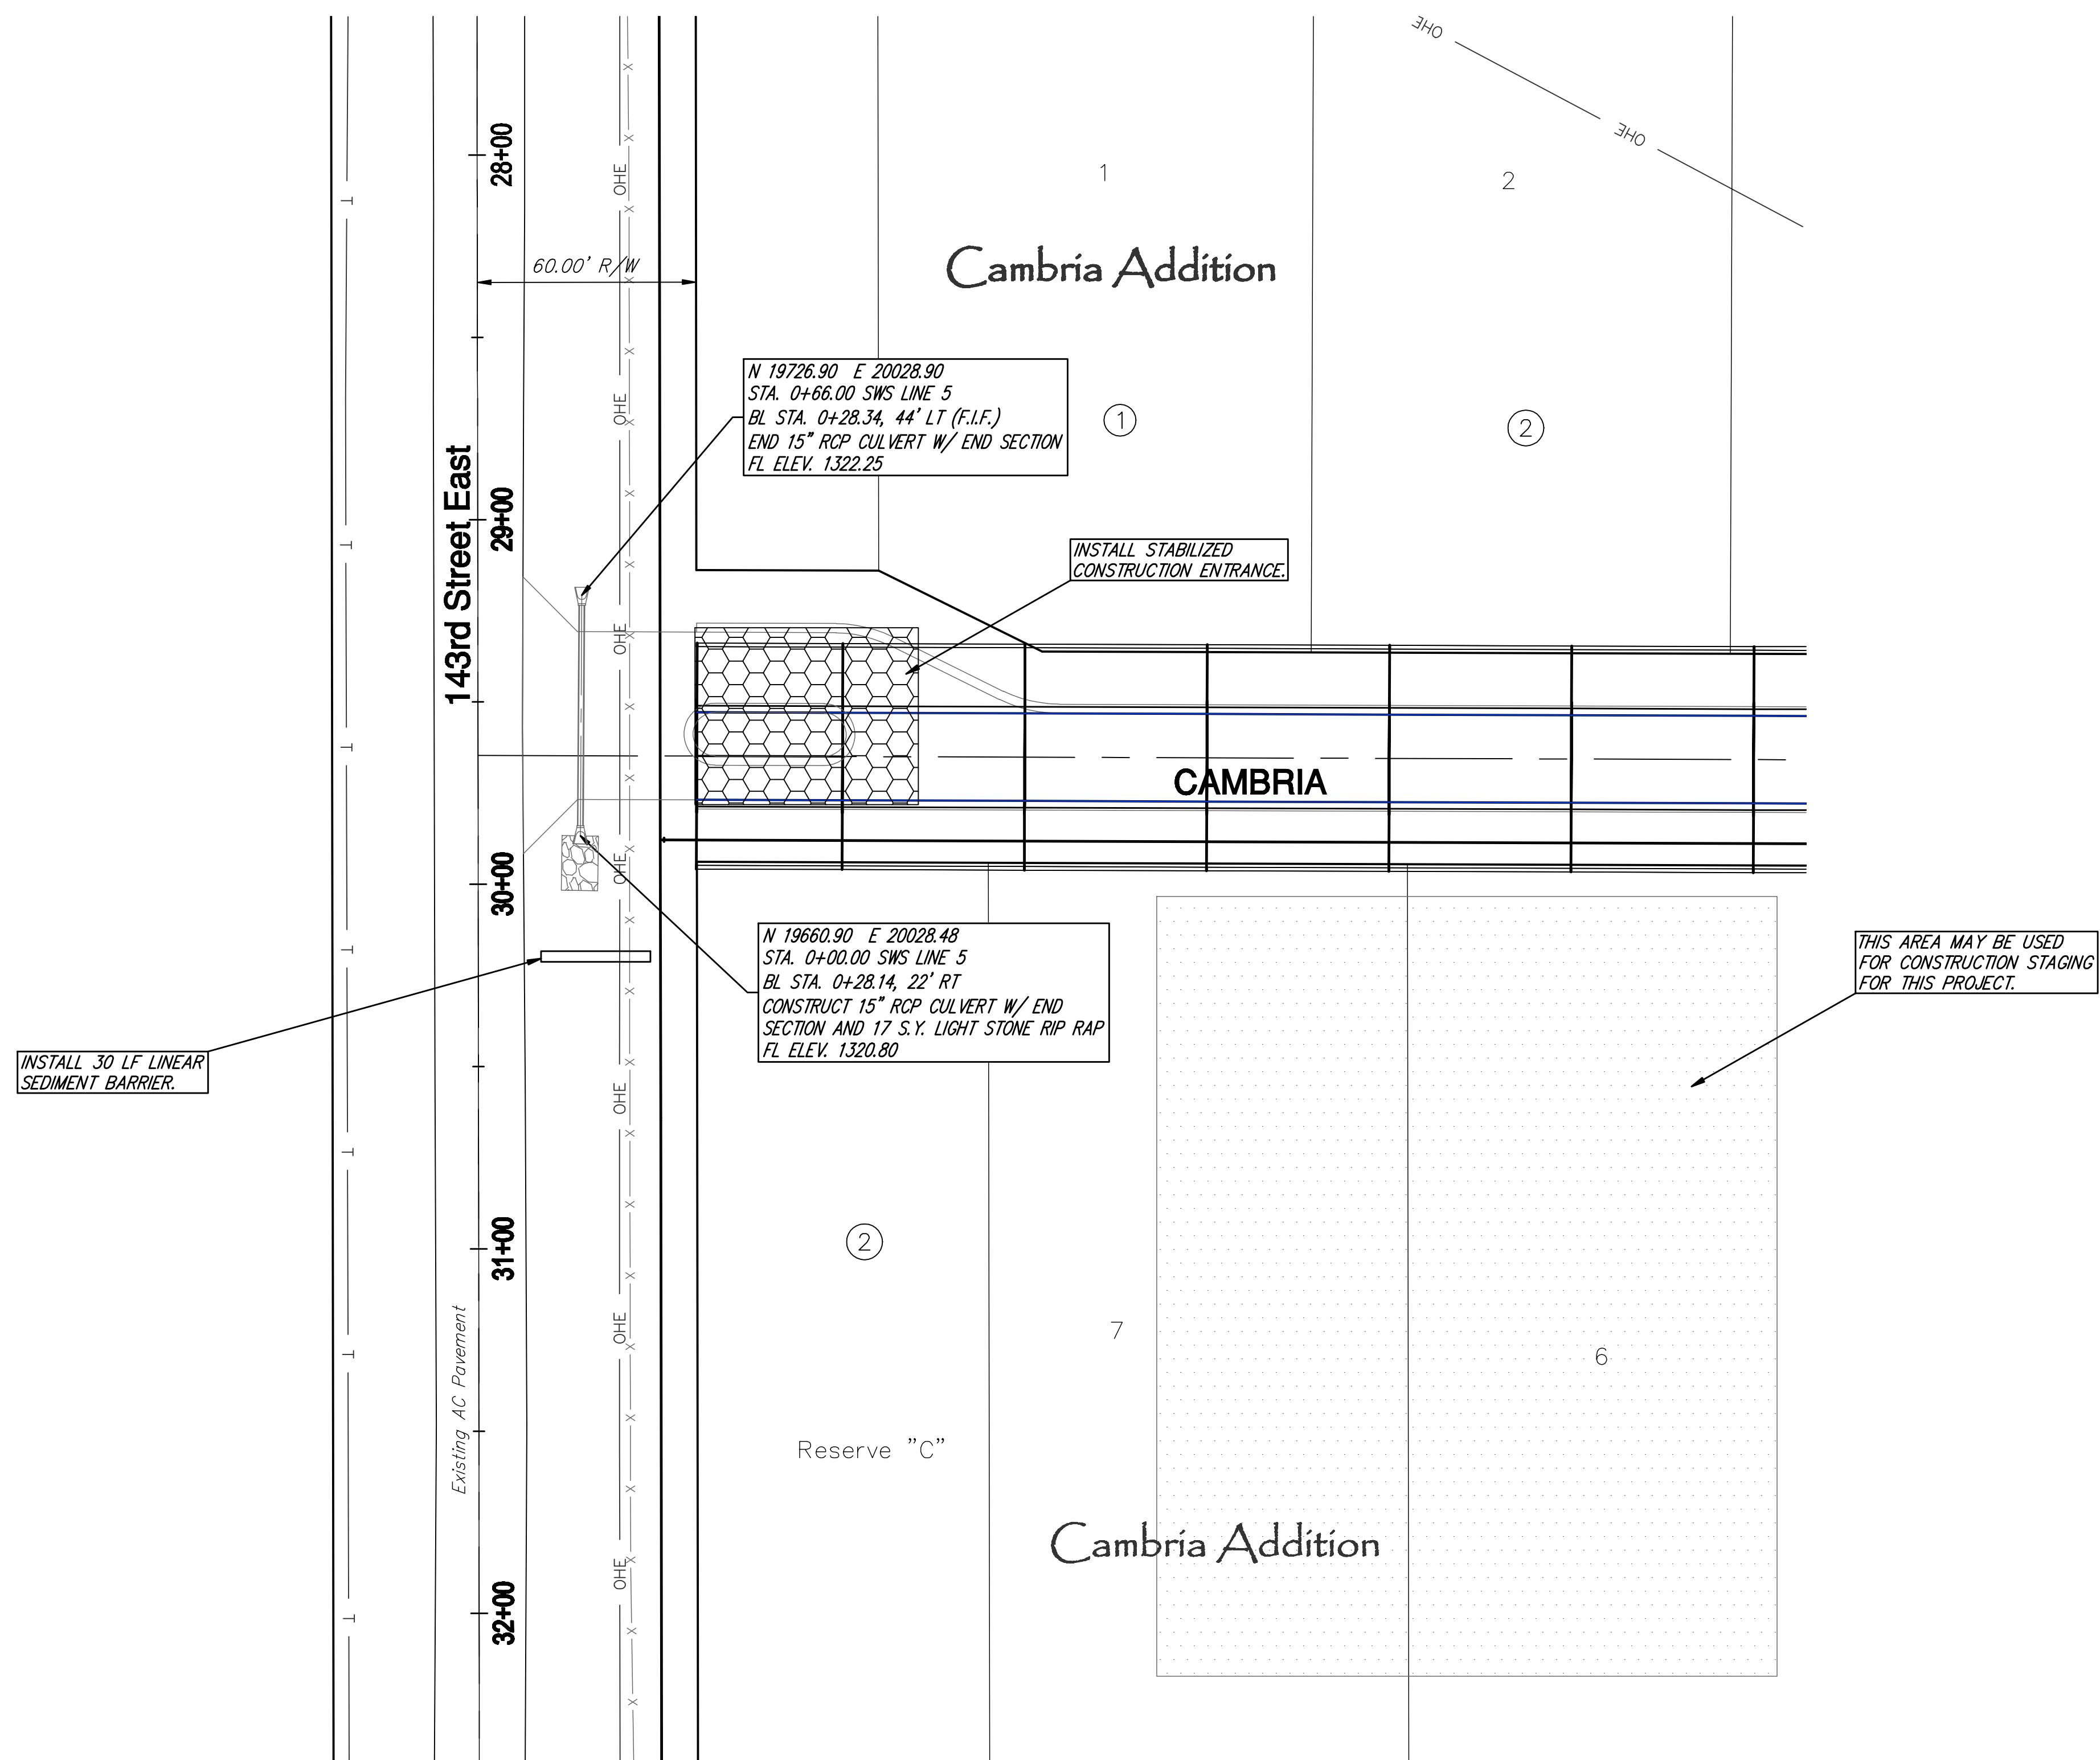 OHE
OHE
T
X
28+00
OHE
1
2
Cambria Addition
60.00' R/W
N 19726.90 E 20028.90
STA. 0+66.00 SWS LINE 5
BL STA. 0+28.34, 44' LT (F.I.F.)
END 15" RCP CULVERT W/ END SECTION
FL ELEV. 1322.25
OHE
1
2
143rd Street East
29+00
T
INSTALL STABILIZED
CONSTRUCTION ENTRANCE.
OHE
T
CAMBRIA
30+00
OHE
T
N 19660.90 E 20028.48
STA. 0+00.00 SWS LINE 5
BL STA. 0+28.14, 22' RT
CONSTRUCT 15" RCP CULVERT W/ END
SECTION AND 17 S.Y. LIGHT STONE RIP RAP
FL ELEV. 1320.80
THIS AREA MAY BE USED
FOR CONSTRUCTION STAGING
FOR THIS PROJECT.
INSTALL 30 LF LINEAR
SEDIMENT BARRIER.
OHE
T
31+00
2
OHE
T
7
6
Existing AC Pavement
Reserve "C"
Cambria Addition
OHE
32+00
T